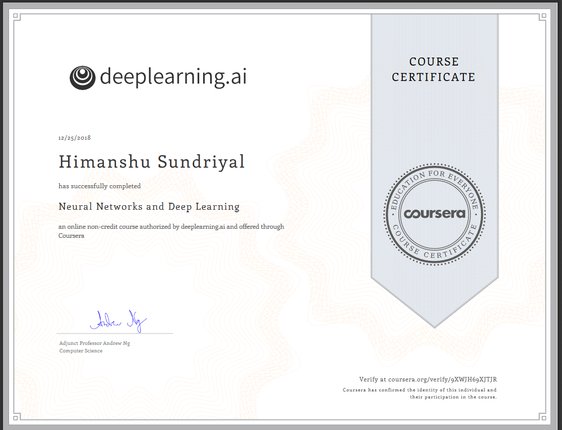 deeplearning.ai
COURSE
CERTIFICATE
12/25/2018
Himanshu Sundriyal
has successfully completed
Neural Networks and Deep Learning
an online non-credit course authorized by deeplearning.ai and offered through
Coursera
EDUCATION FOR EVERYONE
coursera
COURSE CERTIFICATE
Andrew Ng
Adjunct Professor Andrew Ng
Computer Science
Verify at coursera.org/verify/9XWJH69XJTJR
Coursera has confirmed the identity of this individual and
their participation in the course.